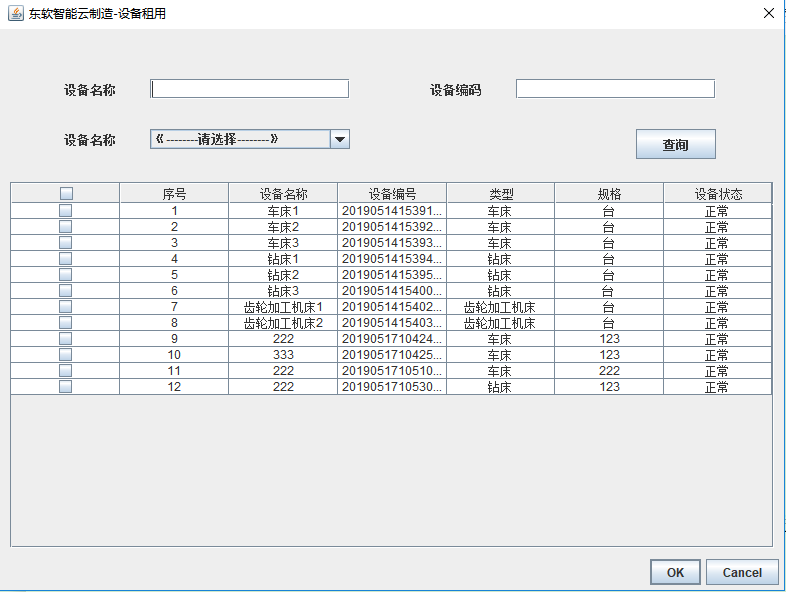 东软智能云制造-设备租用
设备名称 设备编码
设备名称 《--------请选择--------》 查询
序号 设备名称 设备编号 类型 规格 设备状态
1 车床1 2019051415391... 车床 台 正常
2 车床2 2019051415392... 车床 台 正常
3 车床3 2019051415393... 车床 台 正常
4 钻床1 2019051415394... 钻床 台 正常
5 钻床2 2019051415395... 钻床 台 正常
6 钻床3 2019051415400... 钻床 台 正常
7 齿轮加工机床1 2019051415402... 齿轮加工机床 台 正常
8 齿轮加工机床2 2019051415403... 齿轮加工机床 台 正常
9 222 2019051710424... 车床 123 正常
10 333 2019051710425... 车床 123 正常
11 222 2019051710510... 车床 222 正常
12 222 2019051710530... 钻床 123 正常
OK Cancel